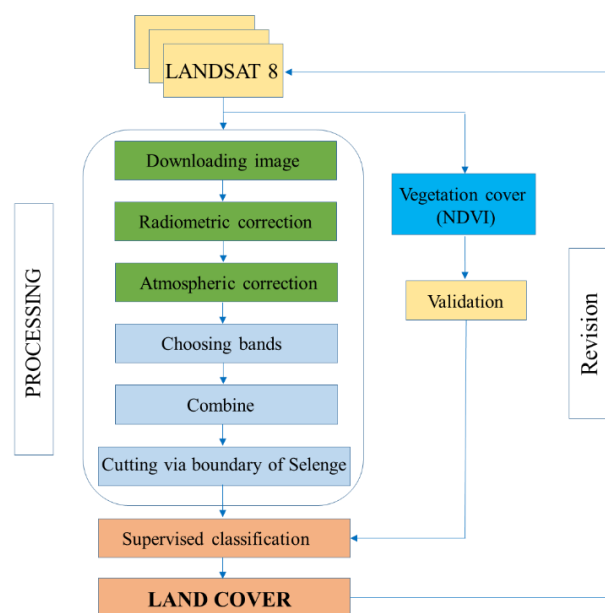 LANDSAT 8
Downloading image
Radiometric correction
Atmospheric correction
Choosing bands
Combine
Cutting via boundary of Selenge
Supervised classification
LAND COVER
Vegetation cover
(NDVI)
Validation
PROCESSING
Revision